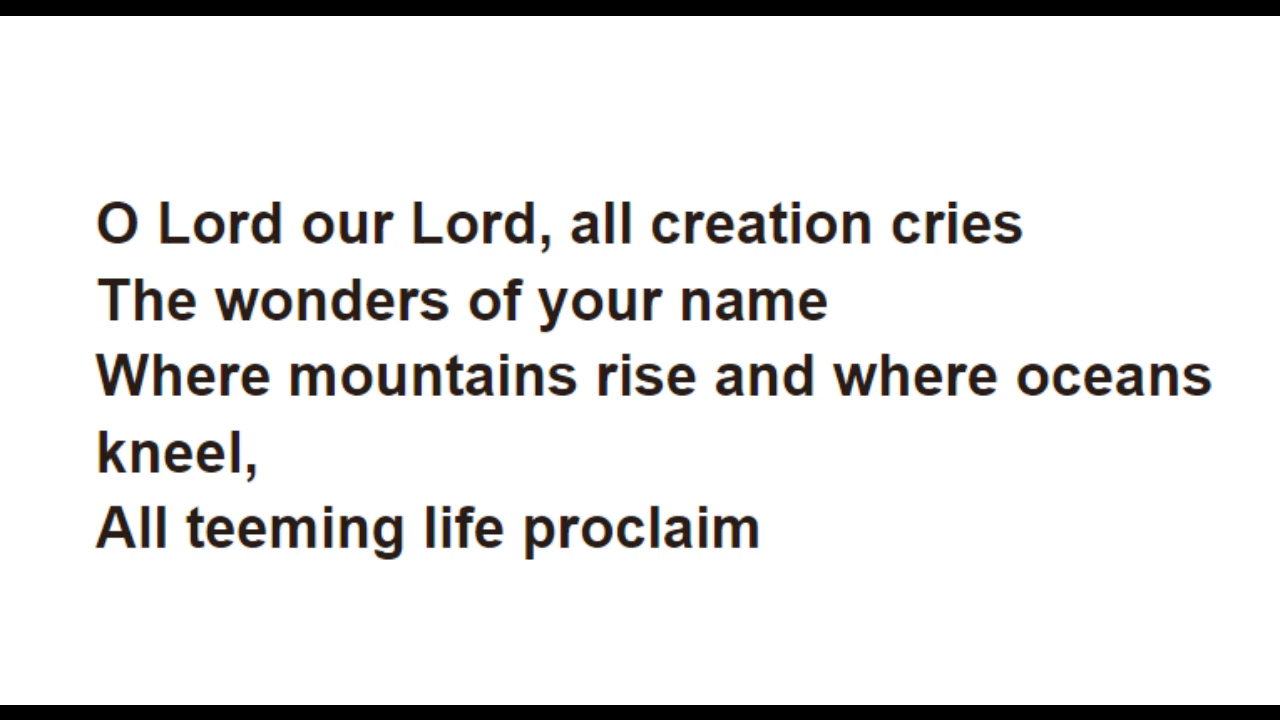 O Lord our Lord, all creation cries
The wonders of your name
Where mountains rise and where oceans
kneel,
All teeming life proclaim